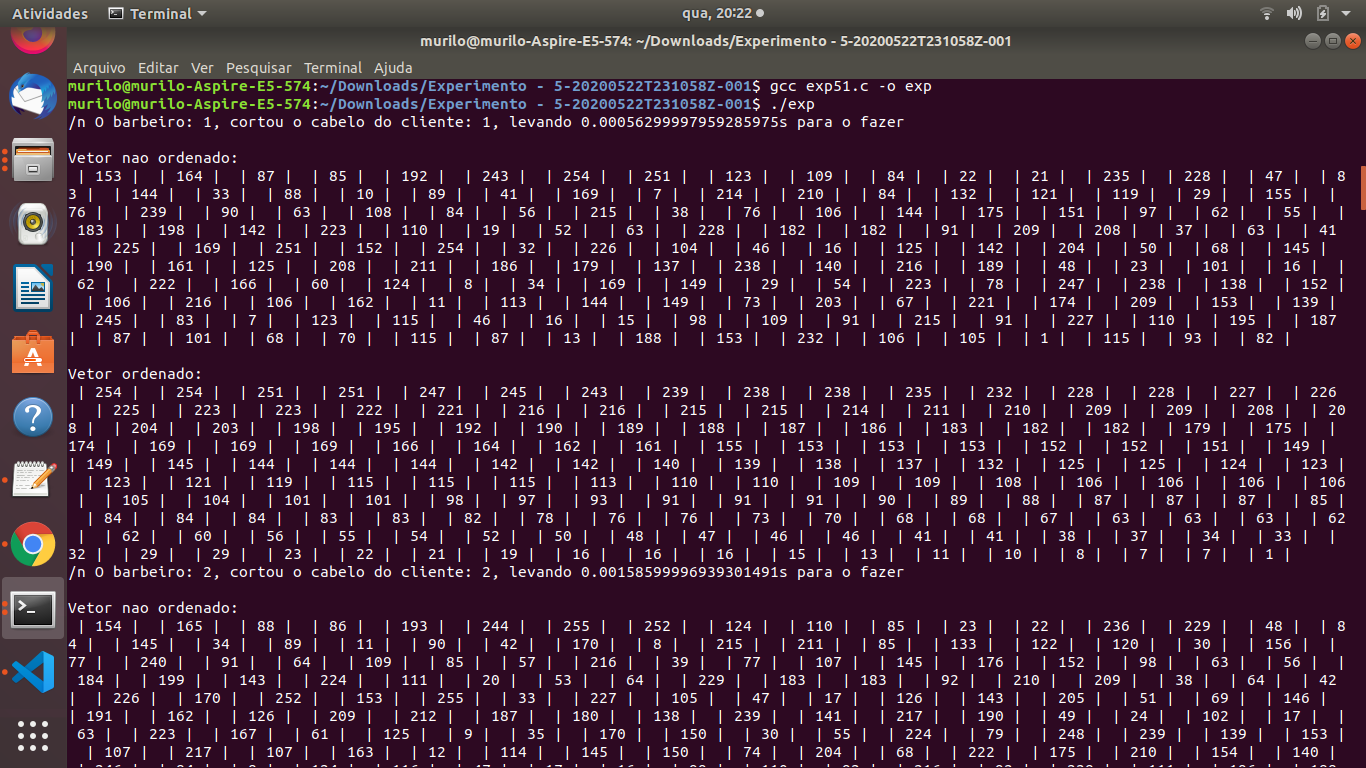 Atividades Terminal qua, 20:22
murilo@murilo-Aspire-E5-574: ~/Downloads/Experimento - 5-20200522T231058Z-001
Arquivo Editar Ver Pesquisar Terminal Ajuda
murilo@murilo-Aspire-E5-574:~/Downloads/Experimento - 5-20200522T231058Z-001$ gcc exp51.c -o exp
murilo@murilo-Aspire-E5-574:~/Downloads/Experimento - 5-20200522T231058Z-001$ ./exp
/n O barbeiro: 1, cortou o cabelo do cliente: 1, levando 0.00056299997959285975s para o fazer
Vetor nao ordenado:
| 153 | | 164 | | 87 | | 85 | | 192 | | 243 | | 254 | | 251 | | 123 | | 109 | | 84 | | 22 | | 21 | | 235 | | 228 | | 47 | | 8
3 | | 144 | | 33 | | 88 | | 10 | | 89 | | 41 | | 169 | | 7 | | 214 | | 210 | | 84 | | 132 | | 121 | | 119 | | 29 | | 155 | |
76 | | 239 | | 90 | | 63 | | 108 | | 84 | | 56 | | 215 | | 38 | | 76 | | 106 | | 144 | | 175 | | 151 | | 97 | | 62 | | 55 | |
183 | | 198 | | 142 | | 223 | | 110 | | 19 | | 52 | | 63 | | 228 | | 182 | | 182 | | 91 | | 209 | | 208 | | 37 | | 63 | | 41
| | 225 | | 169 | | 251 | | 152 | | 254 | | 32 | | 226 | | 104 | | 46 | | 16 | | 125 | | 142 | | 204 | | 50 | | 68 | | 145 |
| 190 | | 161 | | 125 | | 208 | | 211 | | 186 | | 179 | | 137 | | 238 | | 140 | | 216 | | 189 | | 48 | | 23 | | 101 | | 16 | |
62 | | 222 | | 166 | | 60 | | 124 | | 8 | | 34 | | 169 | | 149 | | 29 | | 54 | | 223 | | 78 | | 247 | | 238 | | 138 | | 152 |
| 106 | | 216 | | 106 | | 162 | | 11 | | 113 | | 144 | | 149 | | 73 | | 203 | | 67 | | 221 | | 174 | | 209 | | 153 | | 139 |
| 245 | | 83 | | 7 | | 123 | | 115 | | 46 | | 16 | | 15 | | 98 | | 109 | | 91 | | 215 | | 91 | | 227 | | 110 | | 195 | | 187
| | 87 | | 101 | | 68 | | 70 | | 115 | | 87 | | 13 | | 188 | | 153 | | 232 | | 106 | | 105 | | 1 | | 115 | | 93 | | 82 |
Vetor ordenado:
| 254 | | 254 | | 251 | | 251 | | 247 | | 245 | | 243 | | 239 | | 238 | | 238 | | 235 | | 232 | | 228 | | 228 | | 227 | | 226
| | 225 | | 223 | | 223 | | 222 | | 221 | | 216 | | 216 | | 215 | | 215 | | 214 | | 211 | | 210 | | 209 | | 209 | | 208 | | 20
8 | | 204 | | 203 | | 198 | | 195 | | 192 | | 190 | | 189 | | 188 | | 187 | | 186 | | 183 | | 182 | | 182 | | 179 | | 175 | |
174 | | 169 | | 169 | | 169 | | 166 | | 164 | | 162 | | 161 | | 155 | | 153 | | 153 | | 153 | | 152 | | 152 | | 151 | | 149 |
| 149 | | 145 | | 144 | | 144 | | 144 | | 142 | | 142 | | 140 | | 139 | | 138 | | 137 | | 132 | | 125 | | 125 | | 124 | | 123
| | 123 | | 121 | | 119 | | 115 | | 115 | | 115 | | 113 | | 110 | | 110 | | 109 | | 109 | | 108 | | 106 | | 106 | | 106 | | 106
| | 105 | | 104 | | 101 | | 101 | | 98 | | 97 | | 93 | | 91 | | 91 | | 91 | | 90 | | 89 | | 88 | | 87 | | 87 | | 87 | | 85 |
| 84 | | 84 | | 84 | | 83 | | 83 | | 82 | | 78 | | 76 | | 76 | | 73 | | 70 | | 68 | | 68 | | 67 | | 63 | | 63 | | 63 | | 62
| | 62 | | 60 | | 56 | | 55 | | 54 | | 52 | | 50 | | 48 | | 47 | | 46 | | 46 | | 41 | | 41 | | 38 | | 37 | | 34 | | 33 | |
32 | | 29 | | 29 | | 23 | | 22 | | 21 | | 19 | | 16 | | 16 | | 16 | | 15 | | 13 | | 11 | | 10 | | 8 | | 7 | | 7 | | 1 |
/n O barbeiro: 2, cortou o cabelo do cliente: 2, levando 0.00158599996939301491s para o fazer
Vetor nao ordenado:
| 154 | | 165 | | 88 | | 86 | | 193 | | 244 | | 255 | | 252 | | 124 | | 110 | | 85 | | 23 | | 22 | | 236 | | 229 | | 48 | | 8
4 | | 145 | | 34 | | 89 | | 11 | | 90 | | 42 | | 170 | | 8 | | 215 | | 211 | | 85 | | 133 | | 122 | | 120 | | 30 | | 156 | |
77 | | 240 | | 91 | | 64 | | 109 | | 85 | | 57 | | 216 | | 39 | | 77 | | 107 | | 145 | | 176 | | 152 | | 98 | | 63 | | 56 | |
184 | | 199 | | 143 | | 224 | | 111 | | 20 | | 53 | | 64 | | 229 | | 183 | | 183 | | 92 | | 210 | | 209 | | 38 | | 64 | | 42
| | 226 | | 170 | | 252 | | 153 | | 255 | | 33 | | 227 | | 105 | | 47 | | 17 | | 126 | | 143 | | 205 | | 51 | | 69 | | 146 |
| 191 | | 162 | | 126 | | 209 | | 212 | | 187 | | 180 | | 138 | | 239 | | 141 | | 217 | | 190 | | 49 | | 24 | | 102 | | 17 | |
63 | | 223 | | 167 | | 61 | | 125 | | 9 | | 35 | | 170 | | 150 | | 30 | | 55 | | 224 | | 79 | | 248 | | 239 | | 139 | | 153 |
| 107 | | 217 | | 107 | | 163 | | 12 | | 114 | | 145 | | 150 | | 74 | | 204 | | 68 | | 222 | | 175 | | 210 | | 154 | | 140 |